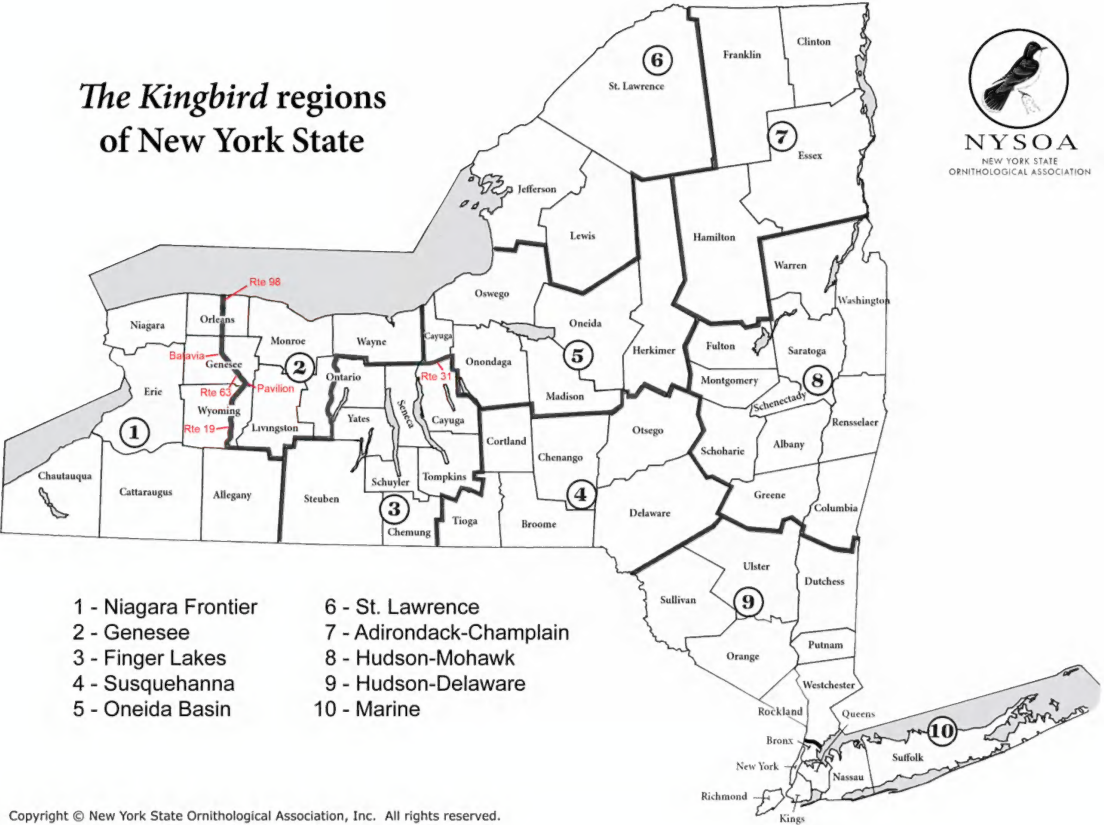 The Kingbird regions
of New York State
NYSOA
NEW YORK STATE
ORNITHOLOGICAL ASSOCIATION
6
St. Lawrence
Franklin
Clinton
7
Essex
Jefferson
Lewis
Hamilton
Warren
Washington
Rte 98
Niagara
Orleans
Monroe
Wayne
Cayuga
Oswego
Oneida
Herkimer
Fulton
Saratoga
Batavia
Genesee
2
Ontario
Rte 31
Onondaga
5
Montgomery
8
Erie
Rte 63
Pavilion
Madison
Schenectady
Wyoming
Rte 19
Livingston
Yates
Seneca
Cayuga
Rensselaer
1
Cortland
Otsego
Schoharie
Albany
Chenango
Chautauqua
Cattaraugus
Allegany
Steuben
Schuyler
Tompkins
3
4
Greene
Columbia
Chemung
Tioga
Broome
Delaware
Ulster
Dutchess
Sullivan
9
Putnam
Orange
Westchester
Rockland
Queens
Bronx
10
New York
Suffolk
Nassau
Richmond
Kings
1 - Niagara Frontier
2 - Genesee
3 - Finger Lakes
4 - Susquehanna
5 - Oneida Basin
6 - St. Lawrence
7 - Adirondack-Champlain
8 - Hudson-Mohawk
9 - Hudson-Delaware
10 - Marine
Copyright © New York State Ornithological Association, Inc. All rights reserved.